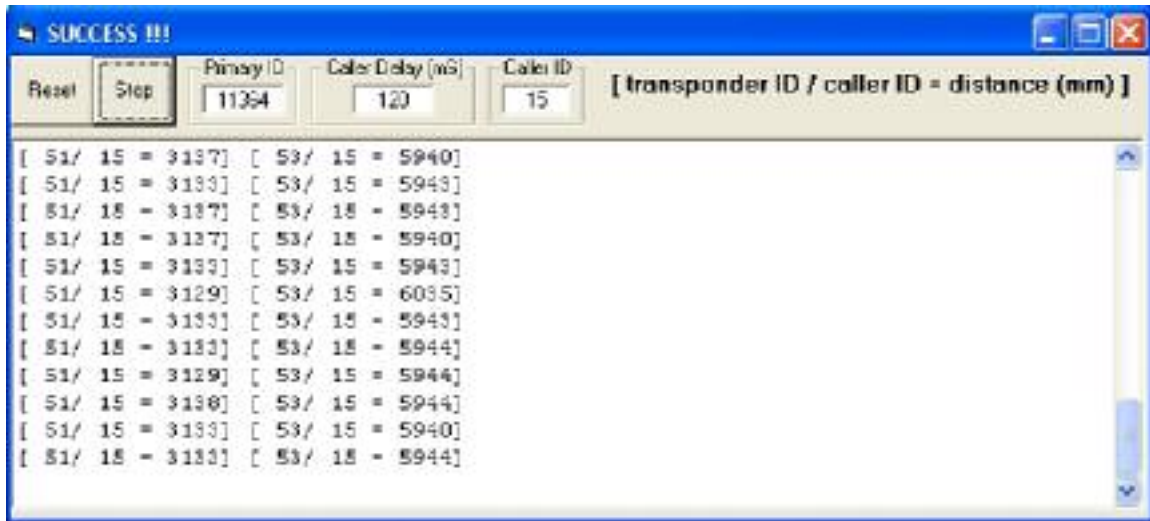 SUCCESS !!!
Reset Stop Primary ID Caller Delay (mS) Caller ID [ transponder ID / caller ID = distance (mm) ]
11364 120 15
[ 51/ 15 = 3137] [ 53/ 15 = 5940]
[ 51/ 15 = 3133] [ 53/ 15 = 5943]
[ 51/ 15 = 3137] [ 53/ 15 = 5943]
[ 51/ 15 = 3137] [ 53/ 15 = 5940]
[ 51/ 15 = 3133] [ 53/ 15 = 5943]
[ 51/ 15 = 3129] [ 53/ 15 = 6035]
[ 51/ 15 = 3133] [ 53/ 15 = 5943]
[ 51/ 15 = 3133] [ 53/ 15 = 5944]
[ 51/ 15 = 3129] [ 53/ 15 = 5944]
[ 51/ 15 = 3138] [ 53/ 15 = 5944]
[ 51/ 15 = 3133] [ 53/ 15 = 5940]
[ 51/ 15 = 3133] [ 53/ 15 = 5944]